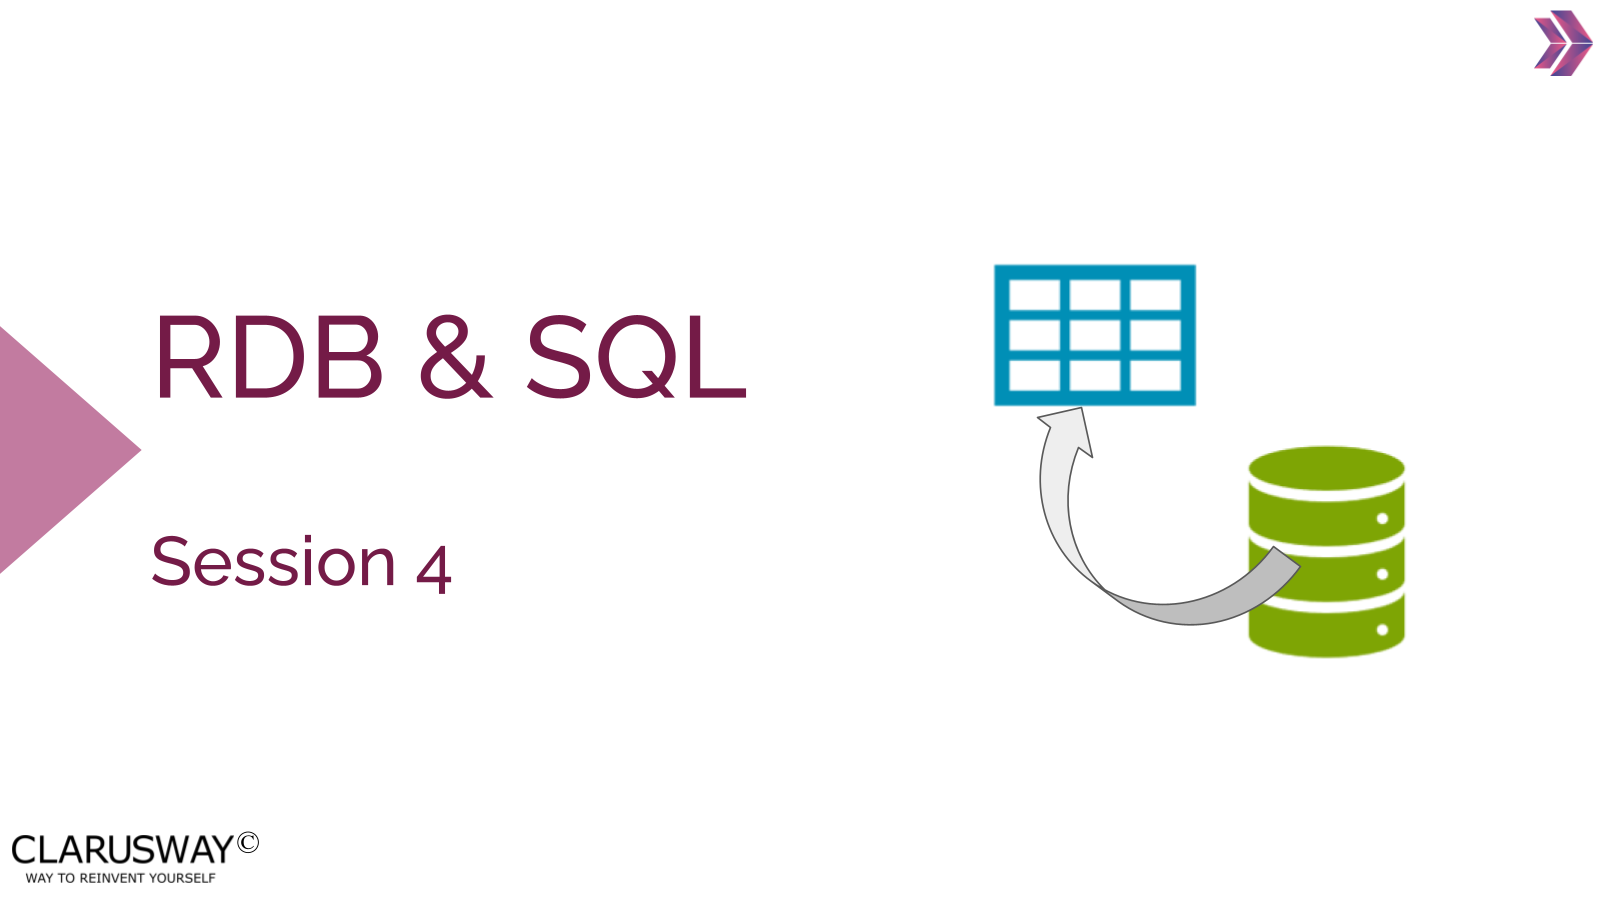 RDB & SQL
Session 4
CLARUSWAY©
WAY TO REINVENT YOURSELF